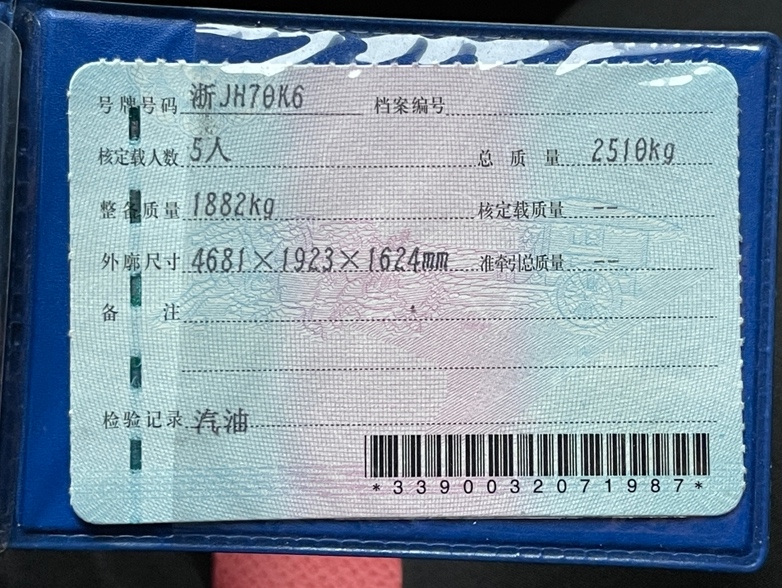 号牌号码 浙JH70K6 档案编号
核定载人数 5人 总质量 2510kg
整备质量 1882kg 核定载质量 --
外廓尺寸 4681×1923×1624mm 准牵引总质量 --
备注
检验记录 汽油
*3390032071987*